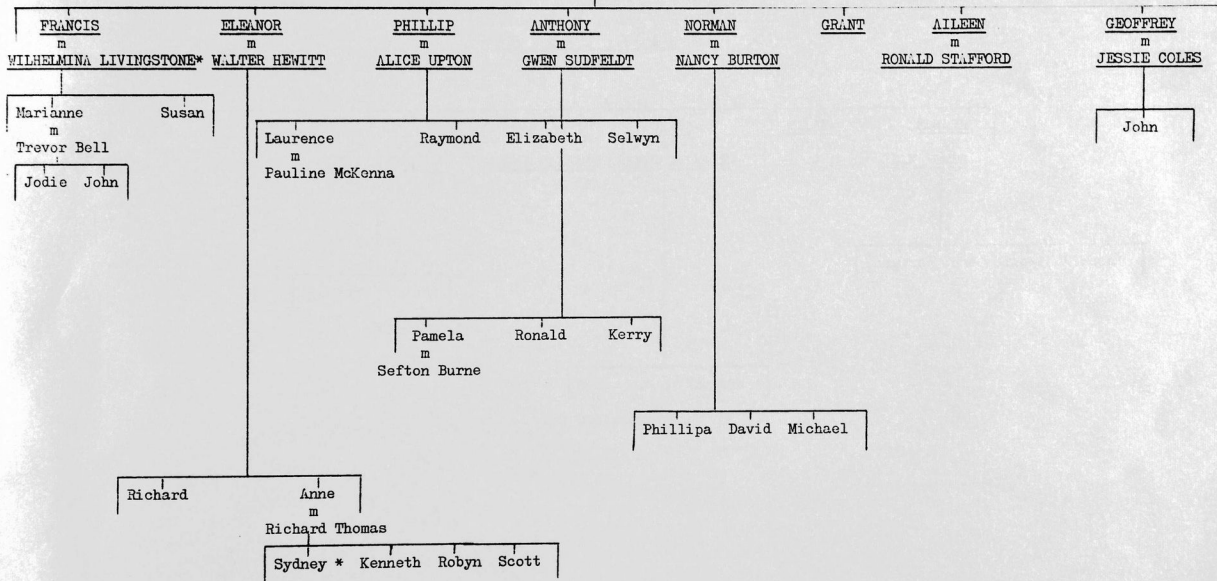 FRANCIS ELEANOR PHILLIP ANTHONY NORMAN GRANT AILEEN GEOFFREY
m m m m m m m
WILHELMINA LIVINGSTONE* WALTER HEWITT ALICE UPTON GWEN SUDFELDT NANCY BURTON RONALD STAFFORD JESSIE COLES
Marianne Susan
m
Trevor Bell
Jodie John
Laurence Raymond Elizabeth Selwyn
m
Pauline McKenna
John
Pamela Ronald Kerry
m
Sefton Burne
Phillipa David Michael
Richard Anne
m
Richard Thomas
Sydney * Kenneth Robyn Scott